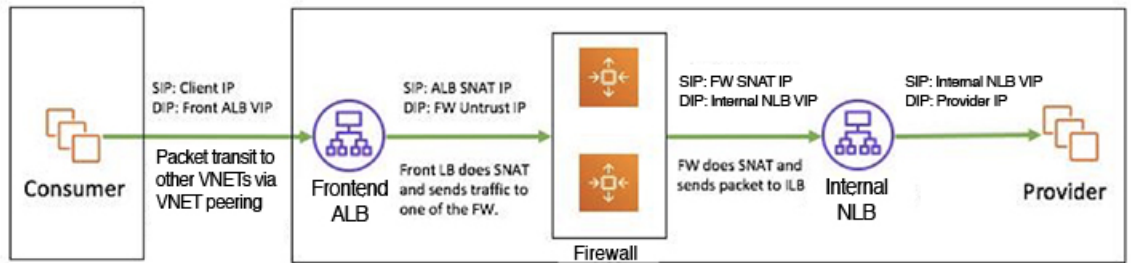 Consumer
SIP: Client IP
DIP: Front ALB VIP
Packet transit to
other VNETs via
VNET peering
Frontend
ALB
SIP: ALB SNAT IP
DIP: FW Untrust IP
Front LB does SNAT
and sends traffic to
one of the FW.
Firewall
SIP: FW SNAT IP
DIP: Internal NLB VIP
FW does SNAT and
sends packet to ILB
Internal
NLB
SIP: Internal NLB VIP
DIP: Provider IP
Provider